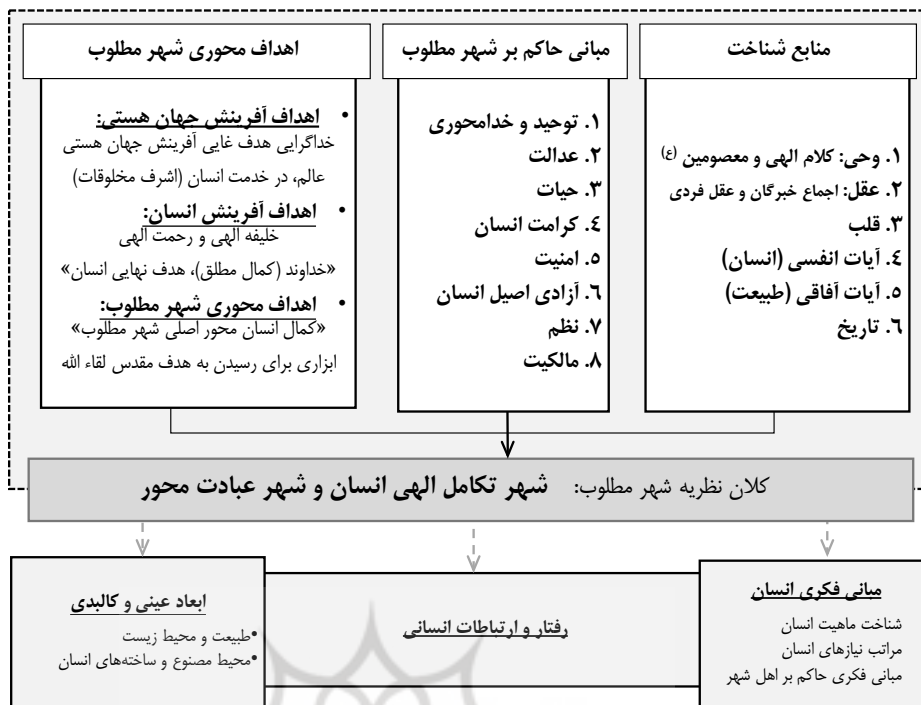 منابع شناخت
۱. وحی: کلام الهی و معصومین (ع)
۲. عقل: اجماع خبرگان و عقل فردی
۳. قلب
٤. آیات انفسی (انسان)
٥. آیات آفاقی (طبیعت)
٦. تاریخ
مبانی حاکم بر شهر مطلوب
۱. توحید و خدامحوری
۲. عدالت
۳. حیات
٤. کرامت انسان
٥. امنیت
٦. آزادی اصیل انسان
۷. نظم
۸. مالکیت
اهداف محوری شهر مطلوب
• اهداف آفرینش جهان هستی:
خداگرایی هدف غایی آفرینش جهان هستی
عالم، در خدمت انسان (اشرف مخلوقات)
• اهداف آفرینش انسان:
خلیفه الهی و رحمت الهی
«خداوند (کمال مطلق)، هدف نهایی انسان»
• اهداف محوری شهر مطلوب:
«کمال انسان محور اصلی شهر مطلوب»
ابزاری برای رسیدن به هدف مقدس لقاء الله
کلان نظریه شهر مطلوب: شهر تکامل الهی انسان و شهر عبادت محور
مبانی فکری انسان
شناخت ماهیت انسان
مراتب نیازهای انسان
مبانی فکری حاکم بر اهل شهر
رفتار و ارتباطات انسانی
ابعاد عینی و کالبدی
•طبیعت و محیط زیست
•محیط مصنوع و ساخته‌های انسان